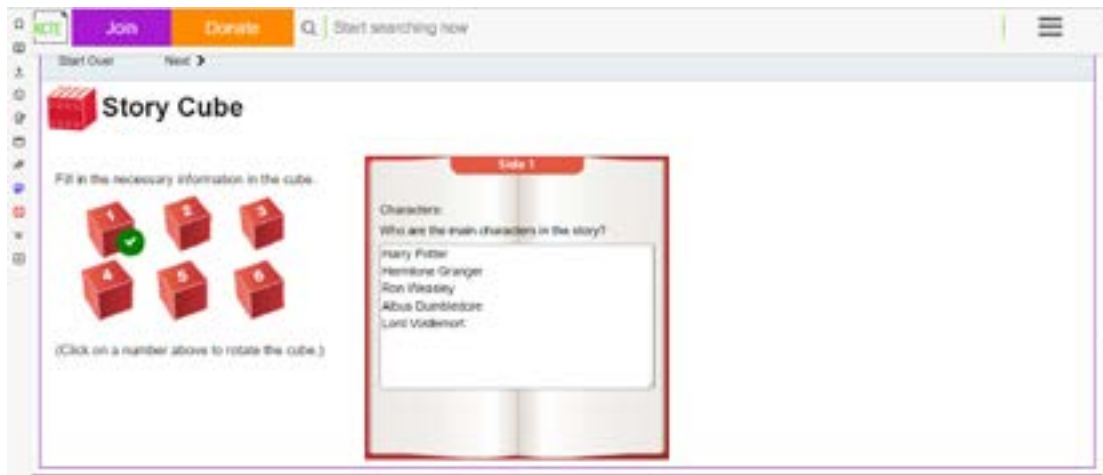 NCTE Join Donate Start searching now
Start Over Next
Story Cube
Side 1
Fill in the necessary information in the cube.
1 2 3
4 5 6
(Click on a number above to rotate the cube.)
Characters:
Who are the main characters in the story?
Harry Potter
Hermione Granger
Ron Weasley
Albus Dumbledore
Lord Voldemort